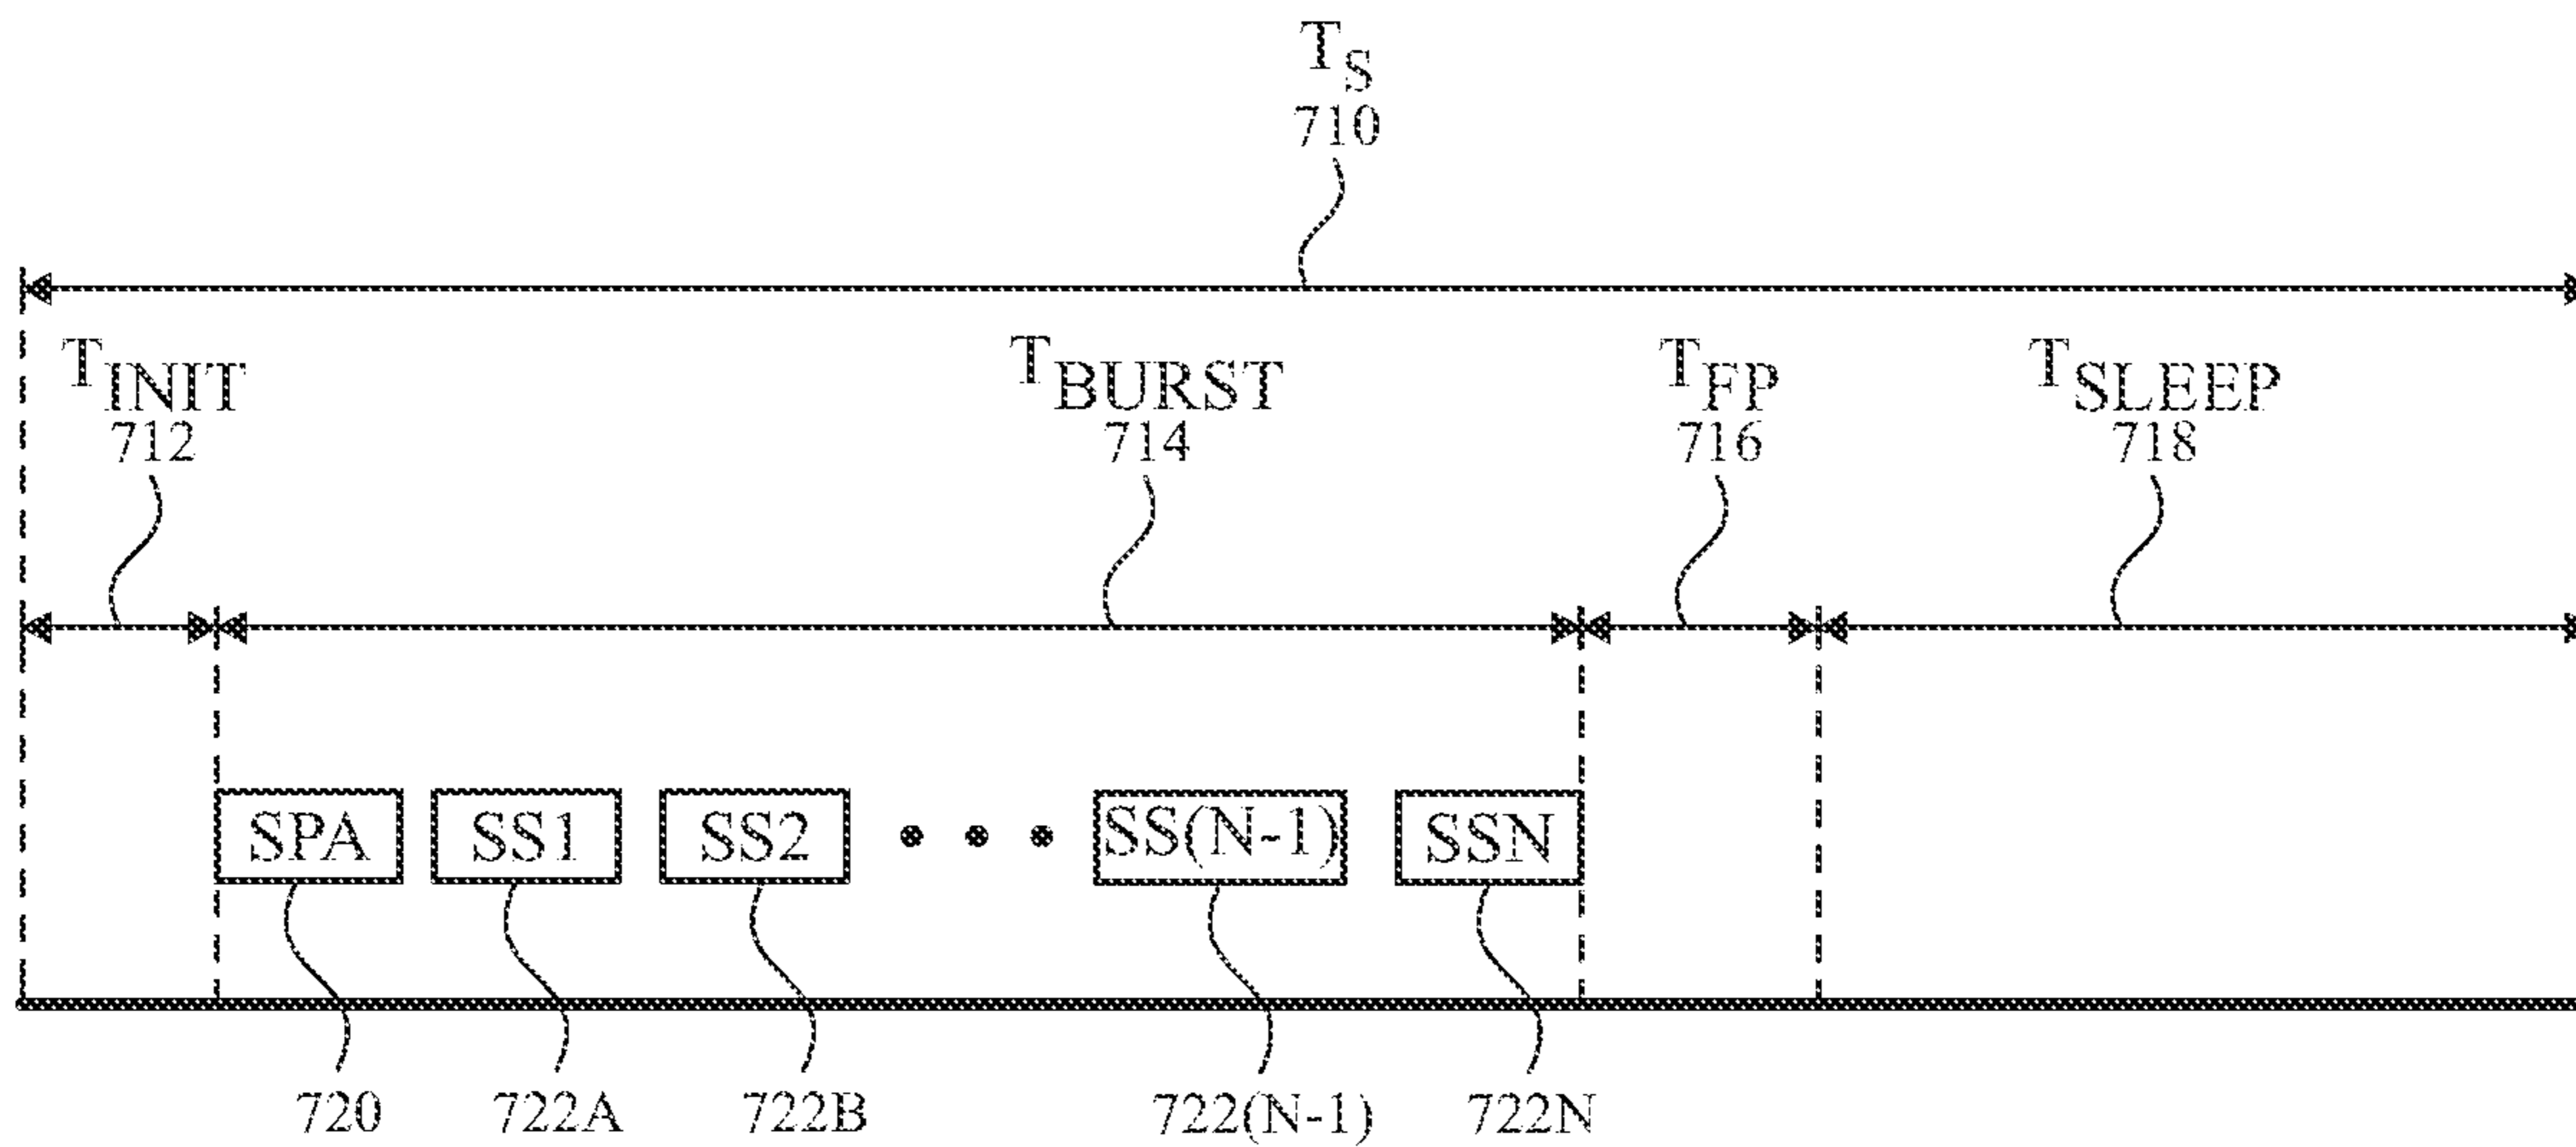 T_S
710
T_INIT T_BURST T_FP T_SLEEP
712 714 716 718
SPA SS1 SS2 • • • SS(N-1) SSN
720 722A 722B 722(N-1) 722N